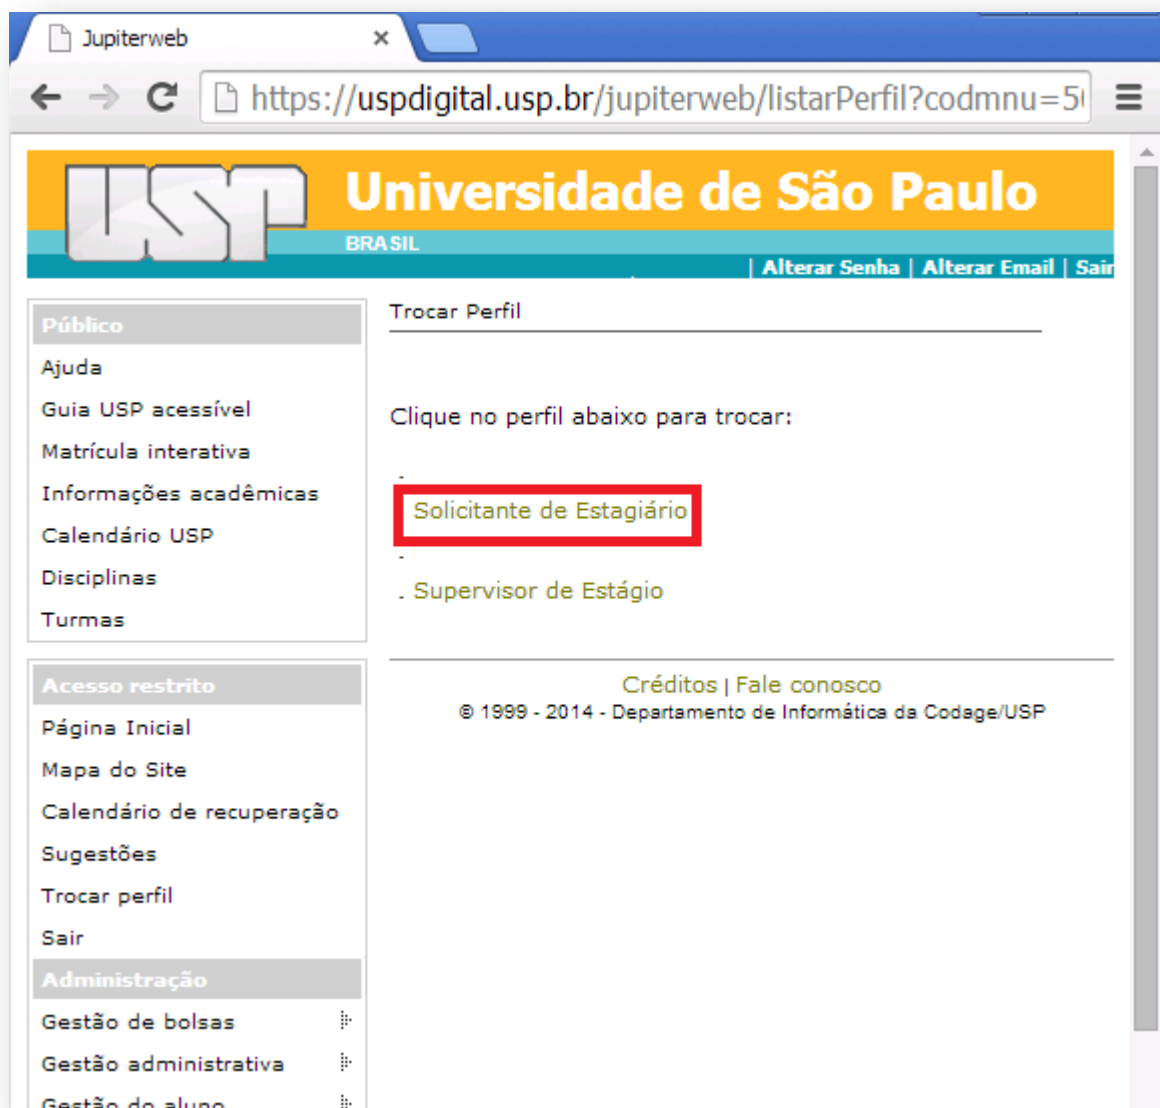 Jupiterweb
https://uspdigital.usp.br/jupiterweb/listarPerfil?codmnu=5
USP
Universidade de São Paulo
BRASIL
| Alterar Senha | Alterar Email | Sair
Público
Ajuda
Guia USP acessível
Matrícula interativa
Informações acadêmicas
Calendário USP
Disciplinas
Turmas
Acesso restrito
Página Inicial
Mapa do Site
Calendário de recuperação
Sugestões
Trocar perfil
Sair
Administração
Gestão de bolsas
Gestão administrativa
Gestão do aluno
Trocar Perfil
Clique no perfil abaixo para trocar:
Solicitante de Estagiário
Supervisor de Estágio
Créditos | Fale conosco
© 1999 - 2014 - Departamento de Informática da Codage/USP